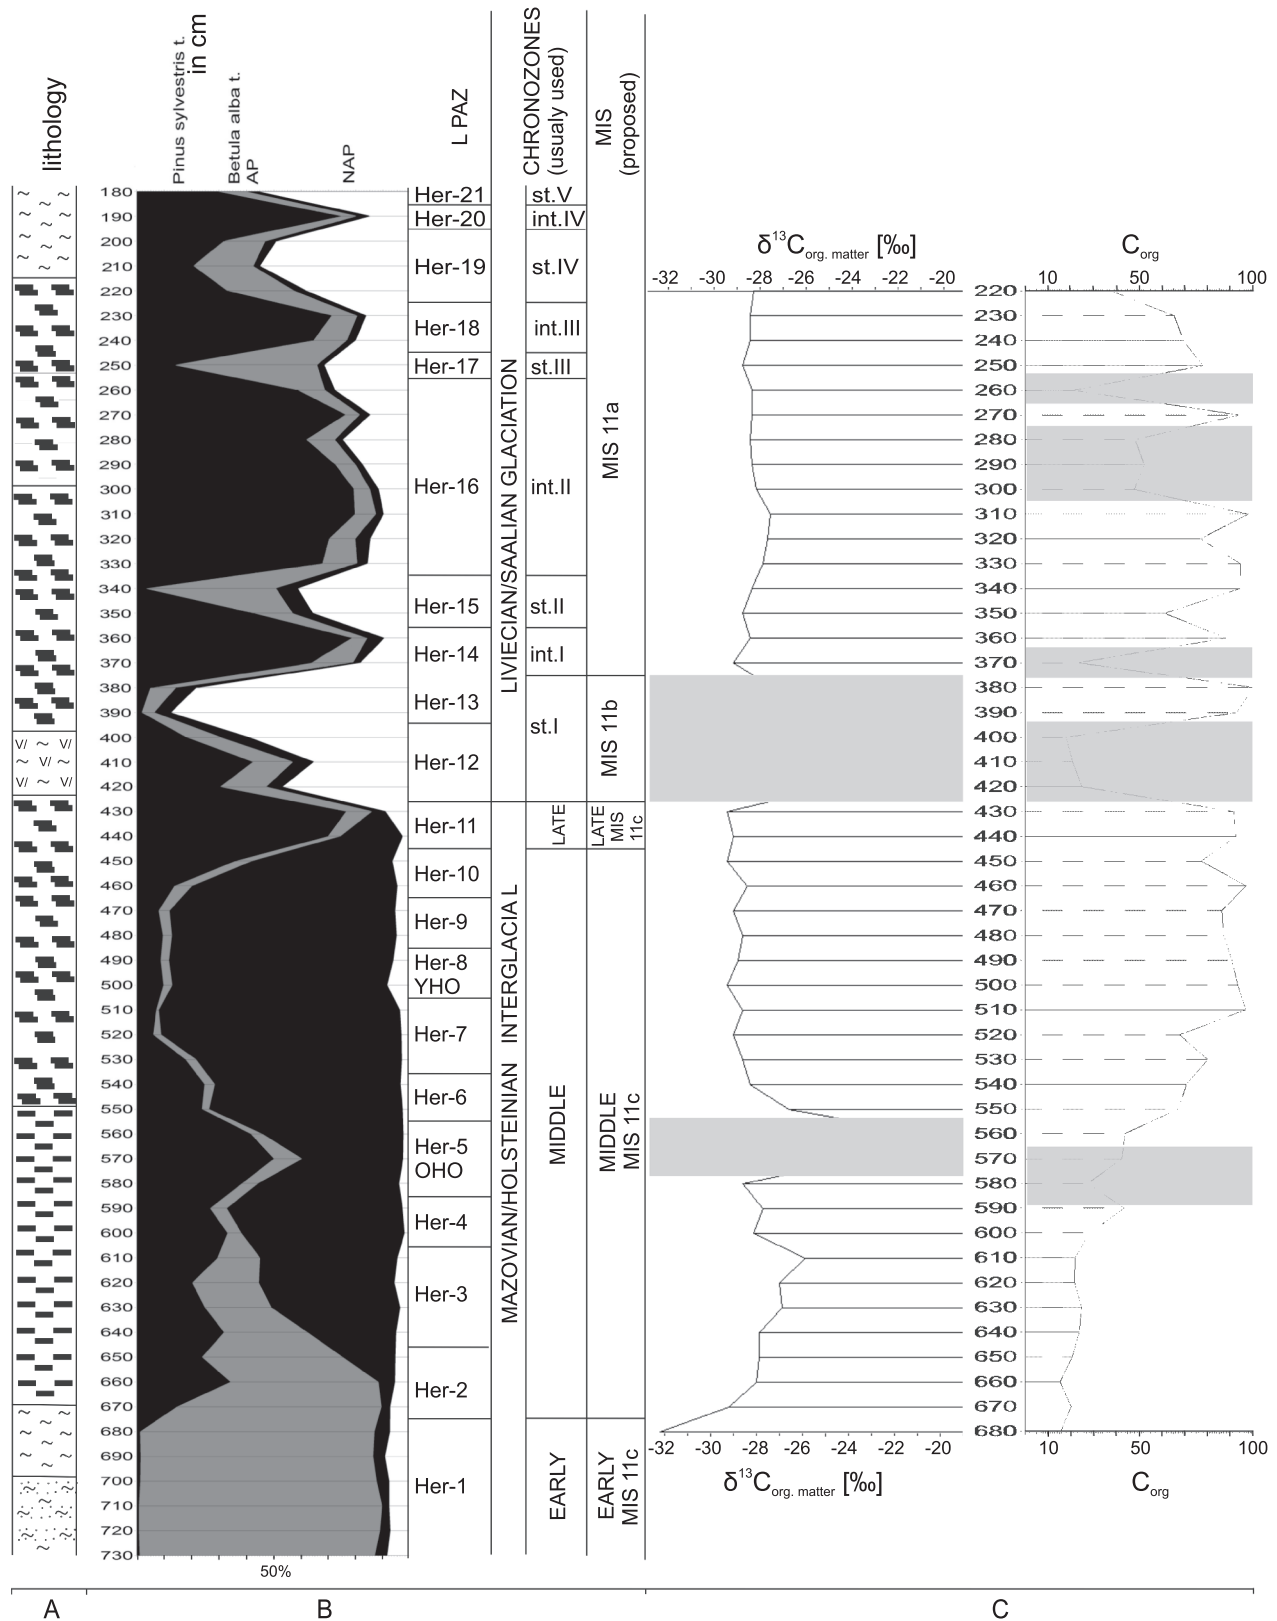 lithology
Pinus sylvestris t.
in cm
Betula alba t.
AP
NAP
L PAZ
CHRONOZONES
(usualy used)
MIS
(proposed)
180
190
200
210
220
230
240
250
260
270
280
290
300
310
320
330
340
350
360
370
380
390
400
410
420
430
440
450
460
470
480
490
500
510
520
530
540
550
560
570
580
590
600
610
620
630
640
650
660
670
680
690
700
710
720
730
50%
Her-21
Her-20
Her-19
Her-18
Her-17
Her-16
Her-15
Her-14
Her-13
Her-12
Her-11
Her-10
Her-9
Her-8
YHO
Her-7
Her-6
Her-5
OHO
Her-4
Her-3
Her-2
Her-1
LIVIECIAN/SAALIAN GLACIATION
MAZOVIAN/HOLSTEINIAN INTERGLACIAL
st.V
int.IV
st.IV
int.III
st.III
int.II
st.II
int.I
st.I
LATE
MIDDLE
EARLY
MIS 11a
MIS 11b
LATE
MIS
11c
MIDDLE
MIS 11c
EARLY
MIS 11c
δ¹³C org. matter [‰]
-32 -30 -28 -26 -24 -22 -20
C org
10 50 100
220
230
240
250
260
270
280
290
300
310
320
330
340
350
360
370
380
390
400
410
420
430
440
450
460
470
480
490
500
510
520
530
540
550
560
570
580
590
600
610
620
630
640
650
660
670
680
-32 -30 -28 -26 -24 -22 -20
δ¹³C org. matter [‰]
10 50 100
C org
A B C